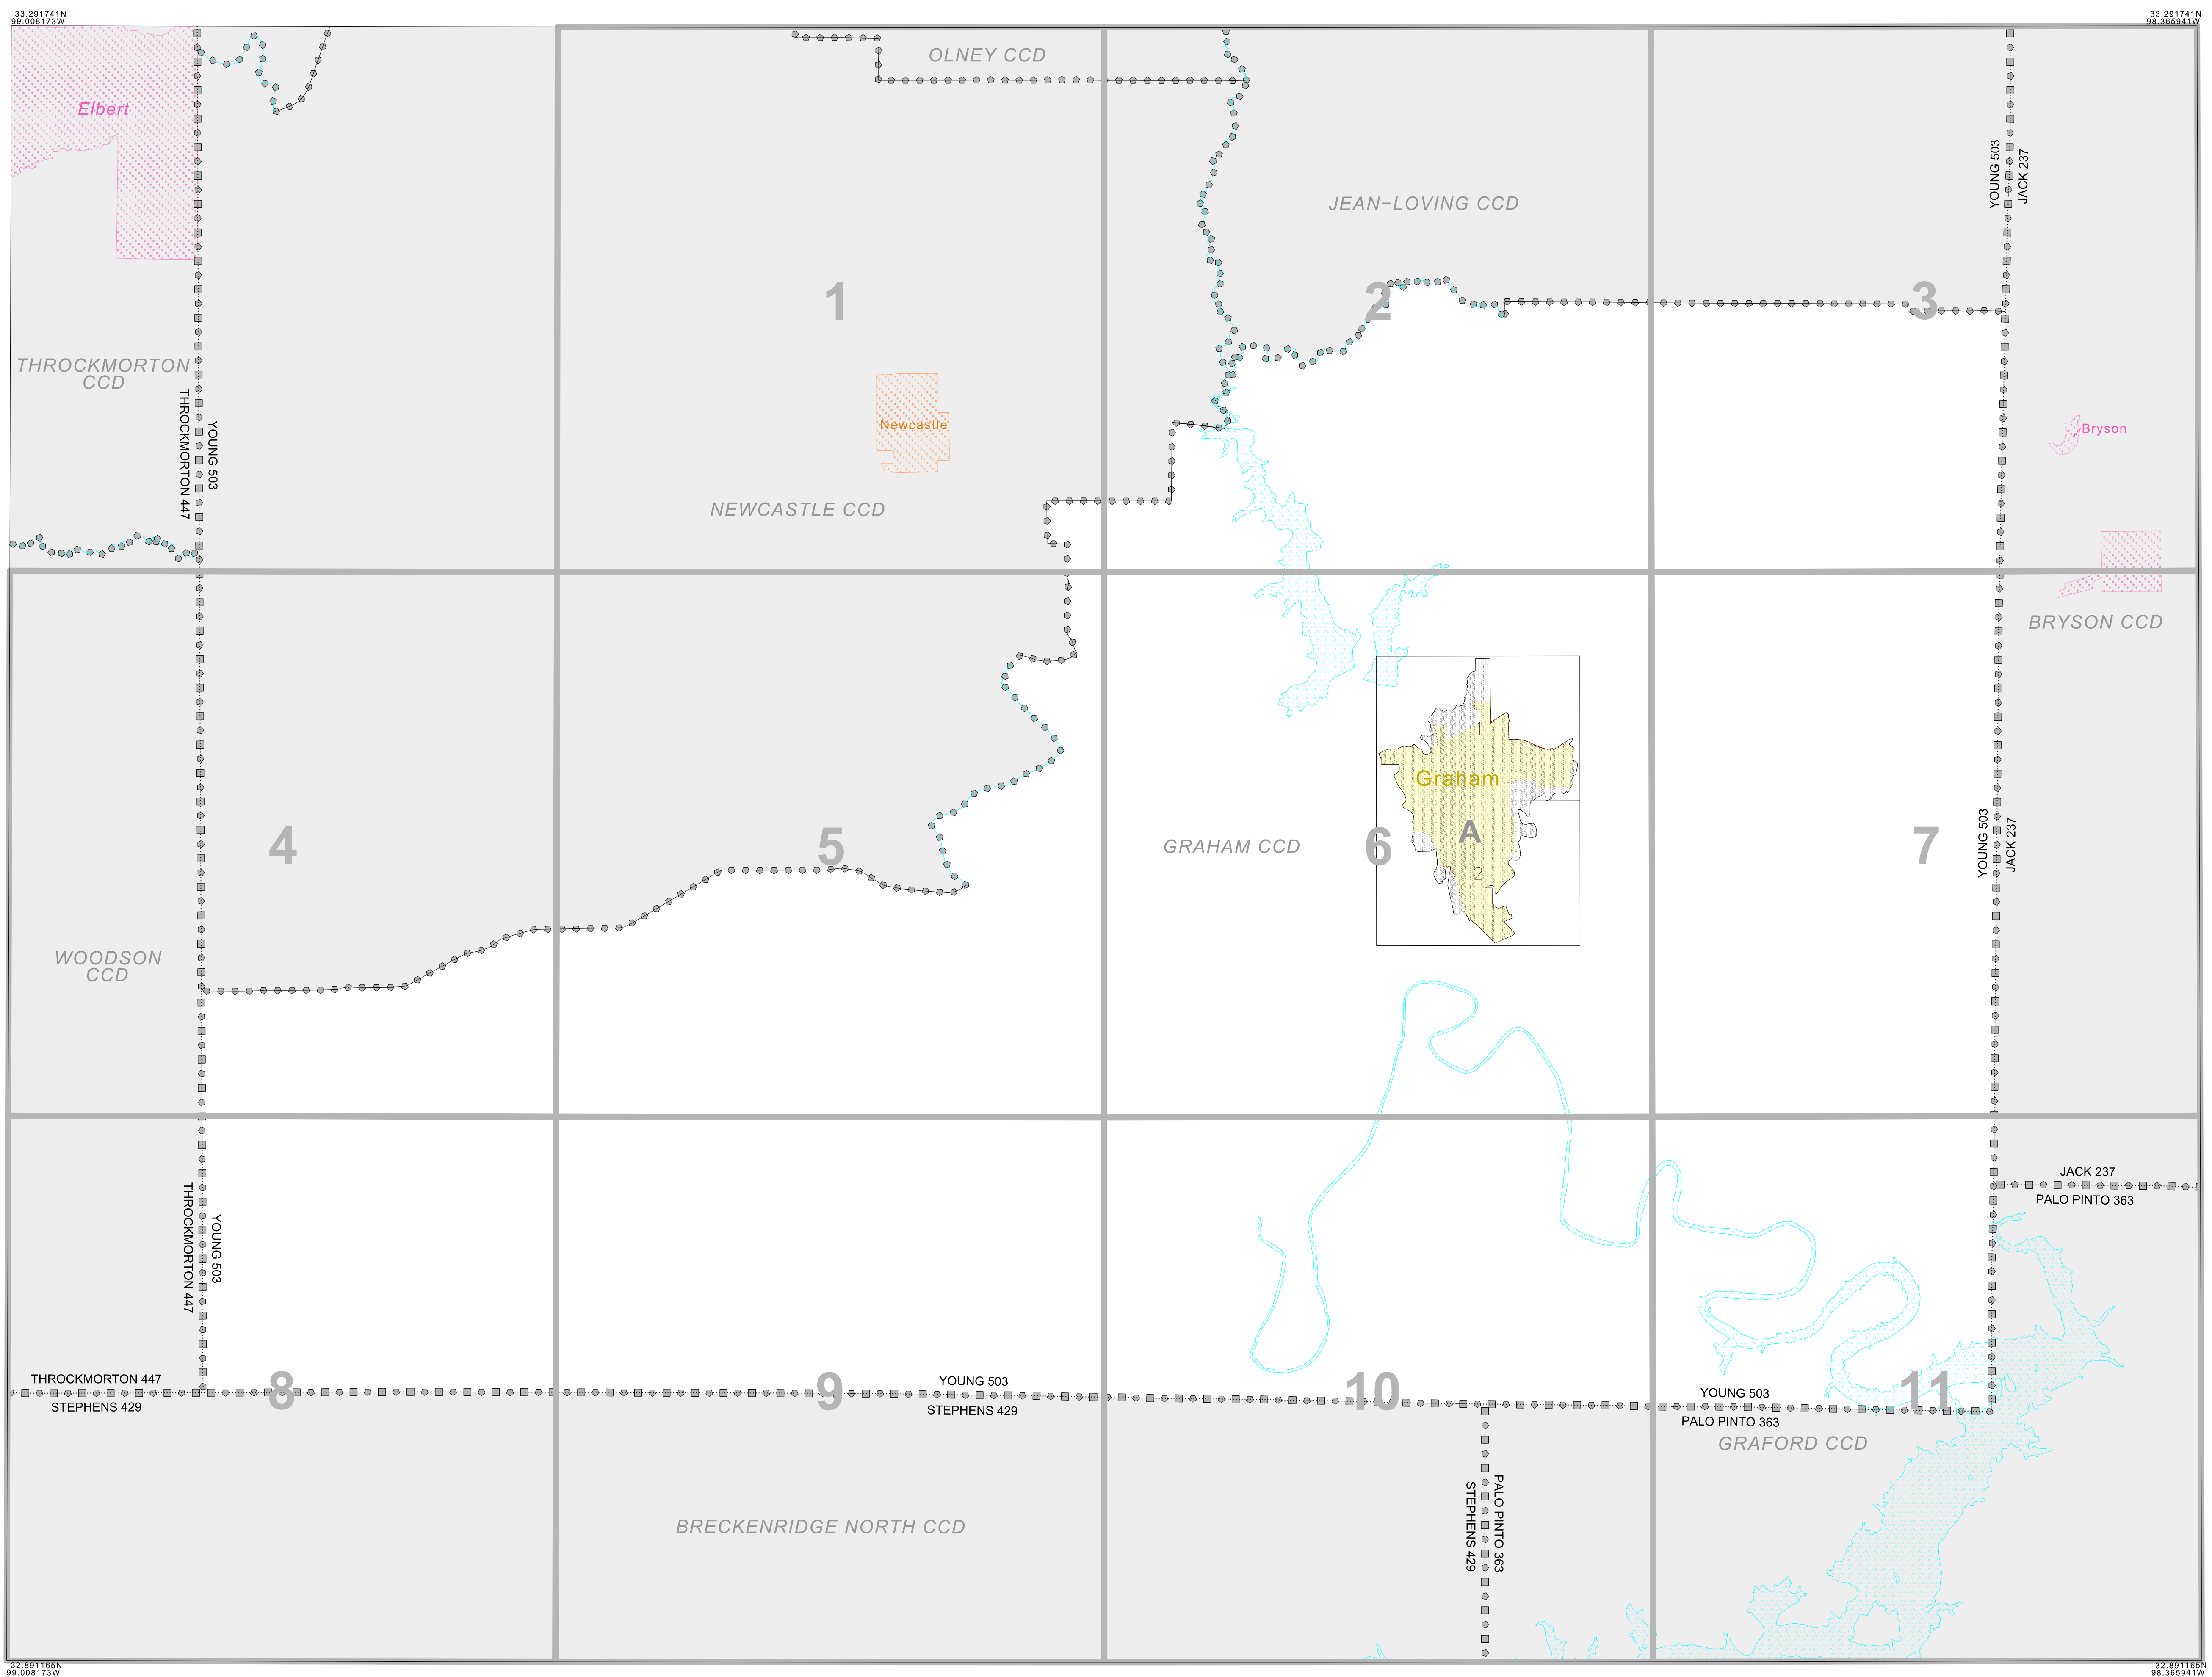 33.291741N
99.008173W
33.291741N
98.365941W
OLNEY CCD
Elbert
YOUNG 503
JACK 237
JEAN-LOVING CCD
1
2
3
THROCKMORTON
CCD
THROCKMORTON 447
YOUNG 503
Newcastle
Bryson
NEWCASTLE CCD
BRYSON CCD
1
Graham
A
2
4
5
GRAHAM CCD
6
7
YOUNG 503
JACK 237
WOODSON
CCD
JACK 237
PALO PINTO 363
THROCKMORTON 447
YOUNG 503
THROCKMORTON 447
STEPHENS 429
8
9
YOUNG 503
STEPHENS 429
10
YOUNG 503
PALO PINTO 363
11
GRAFORD CCD
STEPHENS 429
PALO PINTO 363
BRECKENRIDGE NORTH CCD
32.891165N
99.008173W
32.891165N
98.365941W